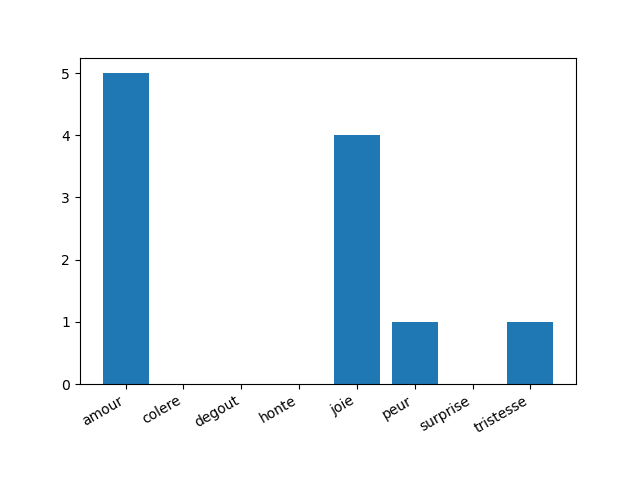 5
4
3
2
1
0
amour
colere
degout
honte
joie
peur
surprise
tristesse